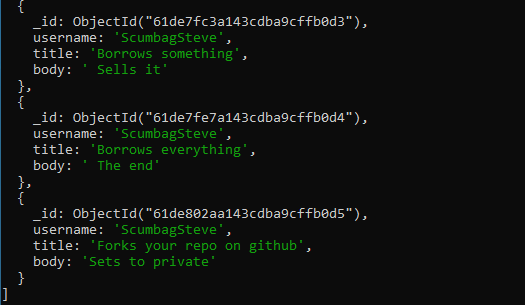 {
_id: ObjectId("61de7fc3a143cdba9cffb0d3"),
username: 'ScumbagSteve',
title: 'Borrows something',
body: ' Sells it'
},
{
_id: ObjectId("61de7fe7a143cdba9cffb0d4"),
username: 'ScumbagSteve',
title: 'Borrows everything',
body: ' The end'
},
{
_id: ObjectId("61de802aa143cdba9cffb0d5"),
username: 'ScumbagSteve',
title: 'Forks your repo on github',
body: 'Sets to private'
}
]